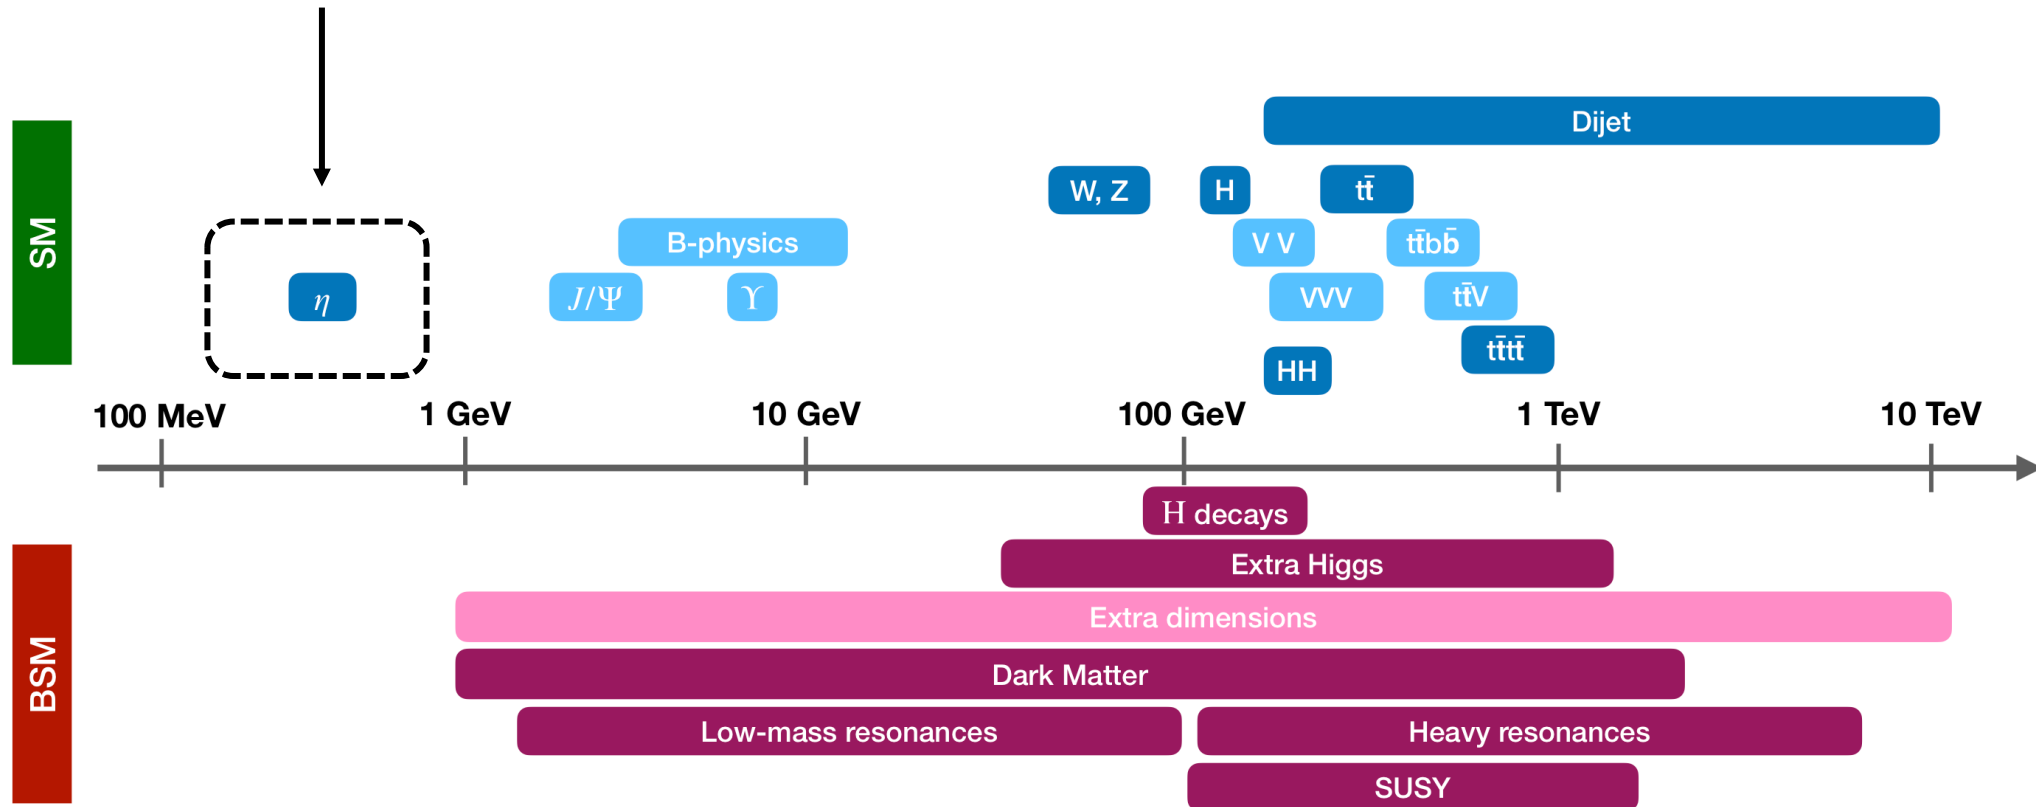 SM
Dijet
W, Z
H
tt̄
B-physics
V V
tt̄bb̄
η
J/Ψ
ϒ
VVV
tt̄V
tt̄tt̄
HH
100 MeV
1 GeV
10 GeV
100 GeV
1 TeV
10 TeV
BSM
H decays
Extra Higgs
Extra dimensions
Dark Matter
Low-mass resonances
Heavy resonances
SUSY